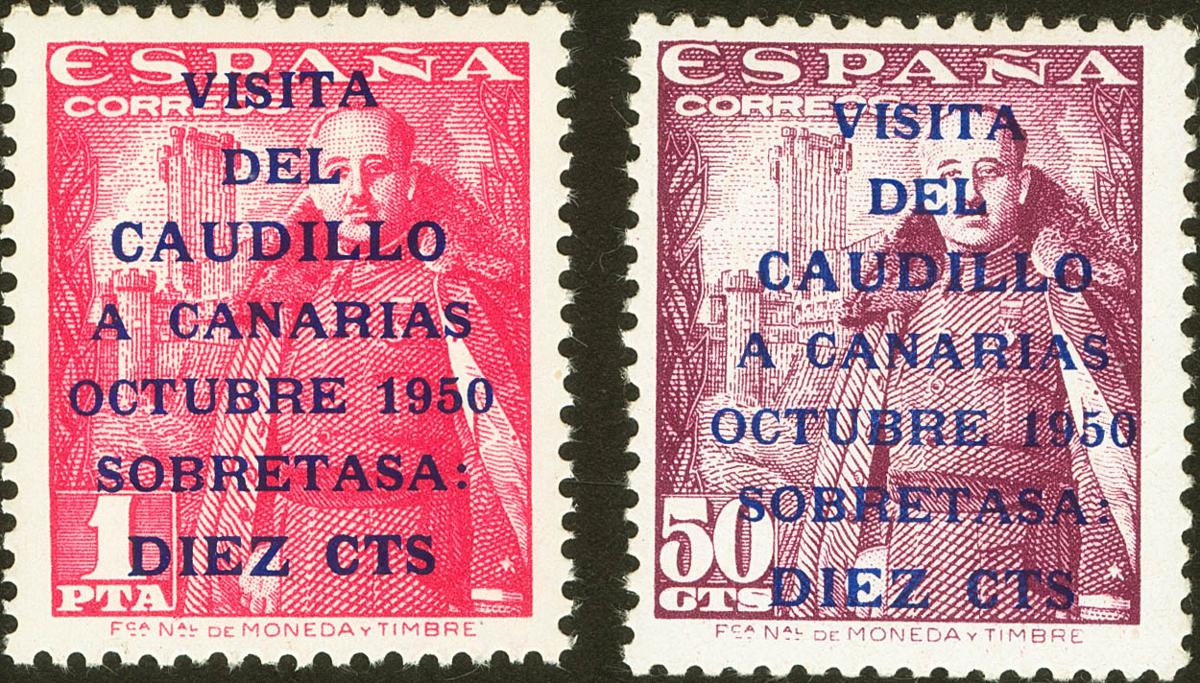 ESPAÑA
CORREOS
VISITA
DEL
CAUDILLO
A CANARIAS
OCTUBRE 1950
SOBRETASA:
DIEZ CTS
1
PTA
FCA NAL DE MONEDA Y TIMBRE
ESPAÑA
CORREOS
VISITA
DEL
CAUDILLO
A CANARIAS
OCTUBRE 1950
SOBRETASA:
DIEZ CTS
50
CTS
FCA NAL DE MONEDA Y TIMBRE